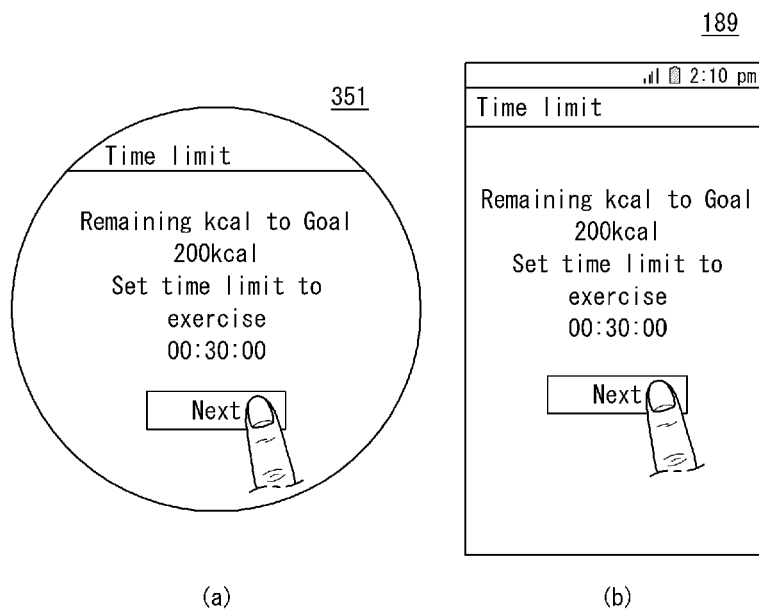 189
351
Time limit
Remaining kcal to Goal
200kcal
Set time limit to
exercise
00:30:00
Next
(a)
2:10 pm
Time limit
Remaining kcal to Goal
200kcal
Set time limit to
exercise
00:30:00
Next
(b)